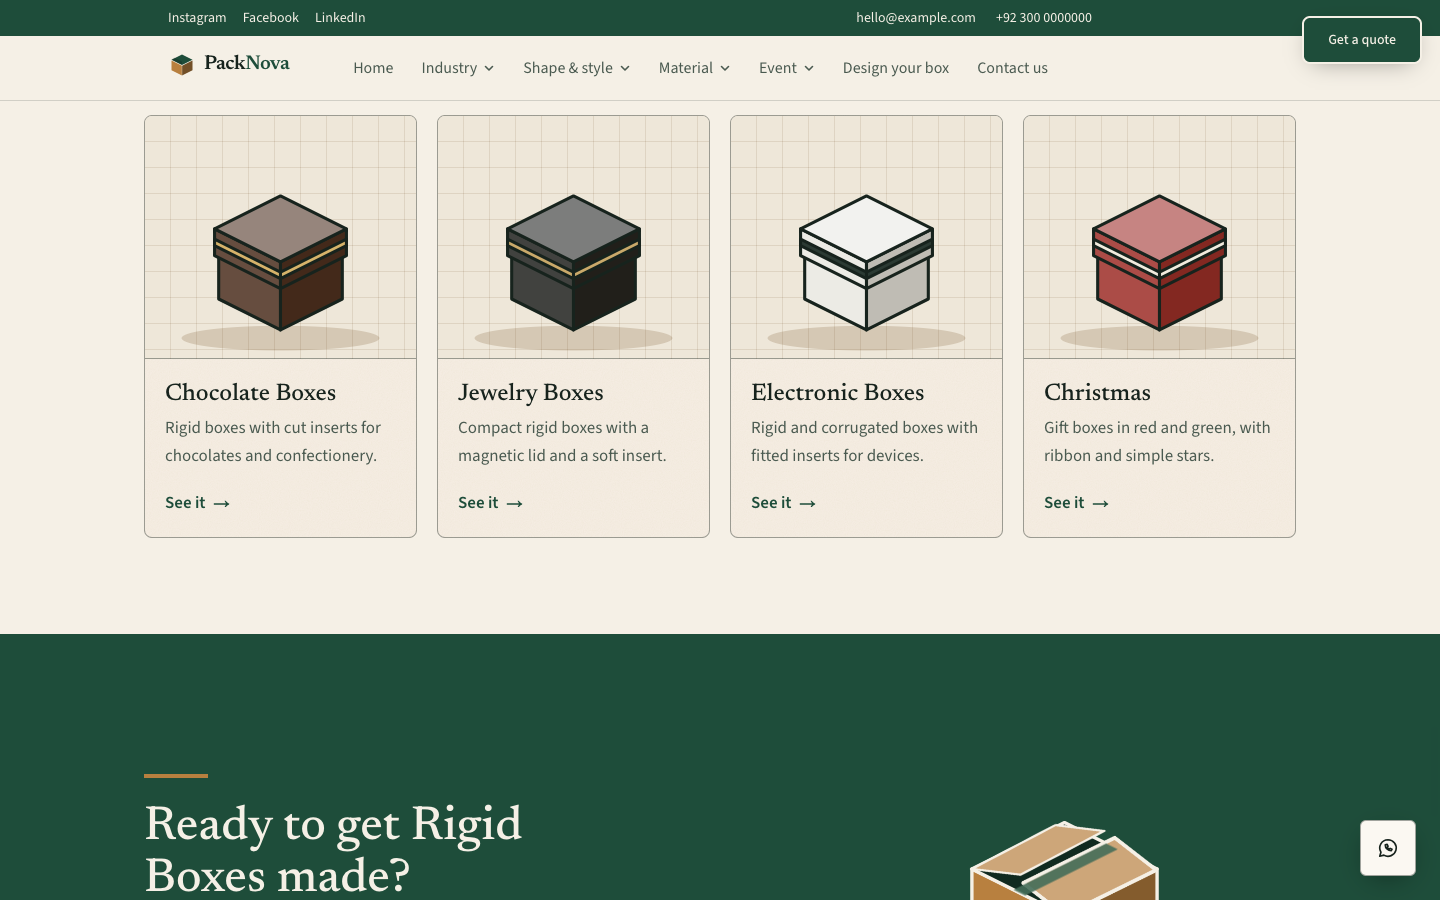 Instagram Facebook LinkedIn hello@example.com +92 300 0000000
Get a quote
PackNova Home Industry Shape & style Material Event Design your box Contact us
Chocolate Boxes
Rigid boxes with cut inserts for
chocolates and confectionery.
See it →
Jewelry Boxes
Compact rigid boxes with a
magnetic lid and a soft insert.
See it →
Electronic Boxes
Rigid and corrugated boxes with
fitted inserts for devices.
See it →
Christmas
Gift boxes in red and green, with
ribbon and simple stars.
See it →
Ready to get Rigid
Boxes made?